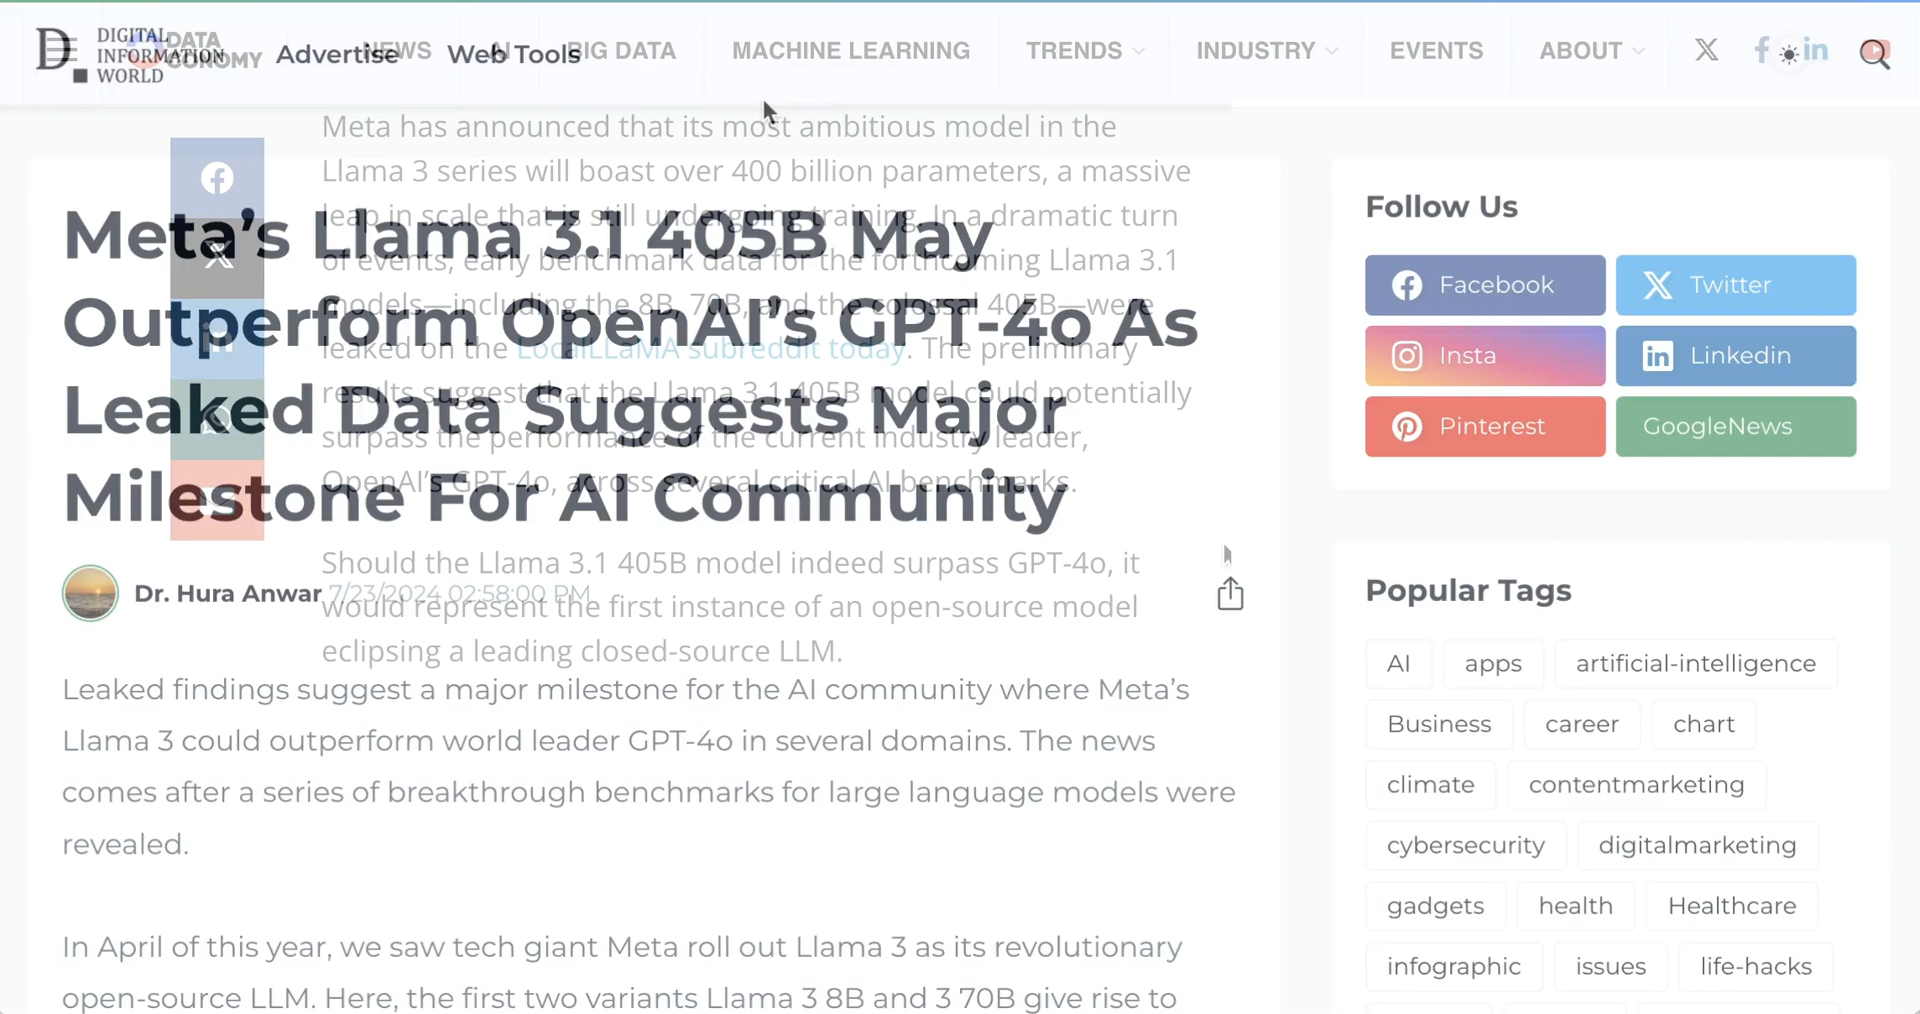 DIGITAL
INFORMATION
WORLD
DATA
CONOMY
Advertise
Web Tools
NEWS
AI
BIG DATA
MACHINE LEARNING
TRENDS
INDUSTRY
EVENTS
ABOUT
Meta has announced that its most ambitious model in the
Llama 3 series will boast over 400 billion parameters, a massive
leap in scale that is still undergoing training. In a dramatic turn
of events, early benchmark data for the forthcoming Llama 3.1
models—including the 8B, 70B, and the colossal 405B—were
leaked on the LocalLLaMA subreddit today. The preliminary
results suggest that the Llama 3.1 405B model could potentially
surpass the performance of the current industry leader,
OpenAI’s GPT-4o, across several critical AI benchmarks.
Should the Llama 3.1 405B model indeed surpass GPT-4o, it
would represent the first instance of an open-source model
eclipsing a leading closed-source LLM.
Meta’s Llama 3.1 405B May
Outperform OpenAI’s GPT-4o As
Leaked Data Suggests Major
Milestone For AI Community
Dr. Hura Anwar 7/23/2024 02:58:00 PM
Leaked findings suggest a major milestone for the AI community where Meta’s
Llama 3 could outperform world leader GPT-4o in several domains. The news
comes after a series of breakthrough benchmarks for large language models were
revealed.
In April of this year, we saw tech giant Meta roll out Llama 3 as its revolutionary
open-source LLM. Here, the first two variants Llama 3 8B and 3 70B give rise to
Follow Us
Facebook
Twitter
Insta
Linkedin
Pinterest
GoogleNews
Popular Tags
AI
apps
artificial-intelligence
Business
career
chart
climate
contentmarketing
cybersecurity
digitalmarketing
gadgets
health
Healthcare
infographic
issues
life-hacks